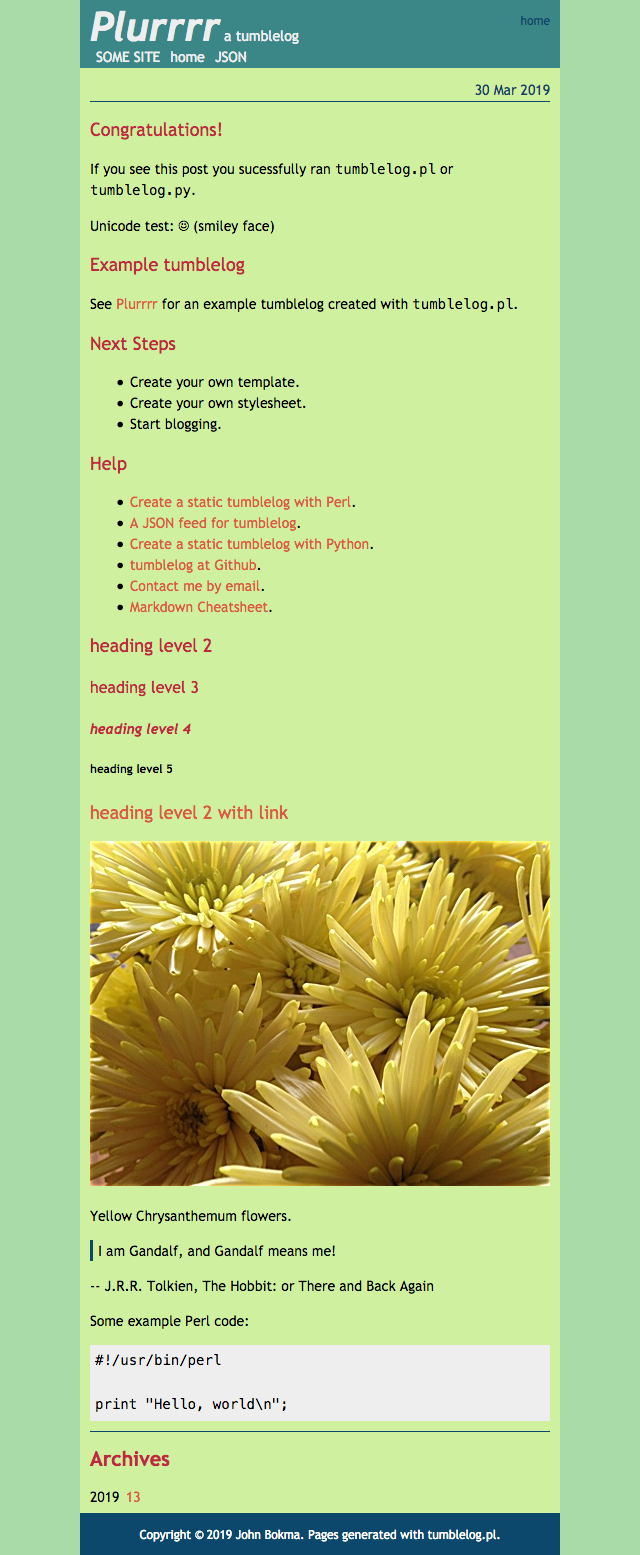 Plurrrr a tumblelog home
SOME SITE home JSON
30 Mar 2019
Congratulations!
If you see this post you sucessfully ran tumblelog.pl or
tumblelog.py.
Unicode test: ☺ (smiley face)
Example tumblelog
See Plurrrr for an example tumblelog created with tumblelog.pl.
Next Steps
• Create your own template.
• Create your own stylesheet.
• Start blogging.
Help
• Create a static tumblelog with Perl.
• A JSON feed for tumblelog.
• Create a static tumblelog with Python.
• tumblelog at Github.
• Contact me by email.
• Markdown Cheatsheet.
heading level 2
heading level 3
heading level 4
heading level 5
heading level 2 with link
Yellow Chrysanthemum flowers.
I am Gandalf, and Gandalf means me!
-- J.R.R. Tolkien, The Hobbit: or There and Back Again
Some example Perl code:
#!/usr/bin/perl
print "Hello, world\n";
Archives
2019 13
Copyright © 2019 John Bokma. Pages generated with tumblelog.pl.